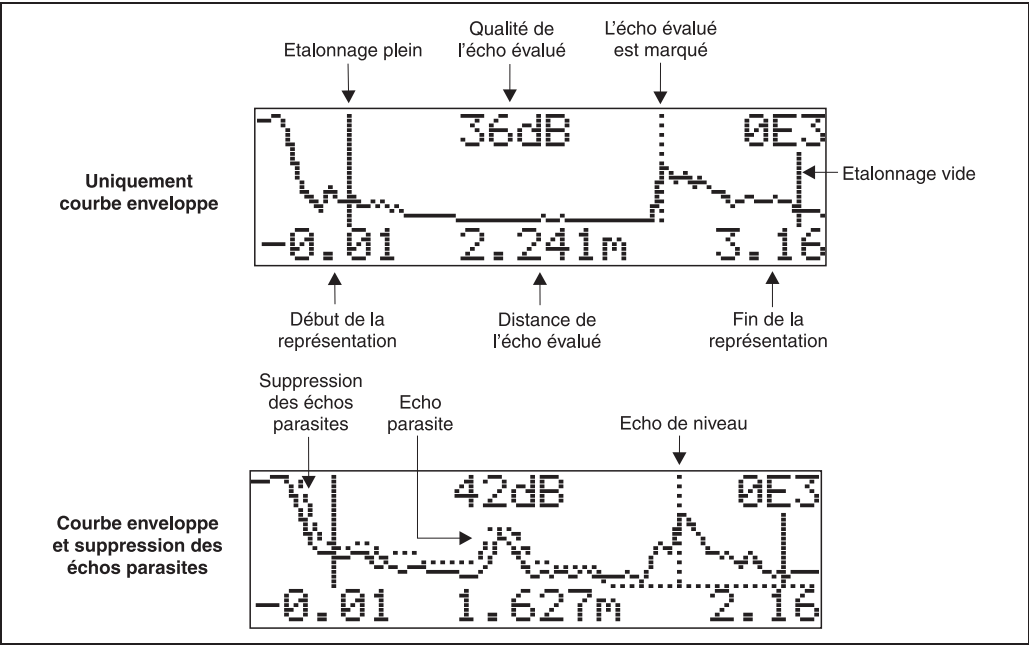 Etalonnage plein
Qualité de
l'écho évalué
L'écho évalué
est marqué
36dB
0E3
Uniquement
courbe enveloppe
Etalonnage vide
-0.01
2.241m
3.16
Début de la
représentation
Distance de
l'écho évalué
Fin de la
représentation
Suppression
des échos
parasites
Echo
parasite
Echo de niveau
42dB
0E3
Courbe enveloppe
et suppression des
échos parasites
-0.01
1.627m
2.16